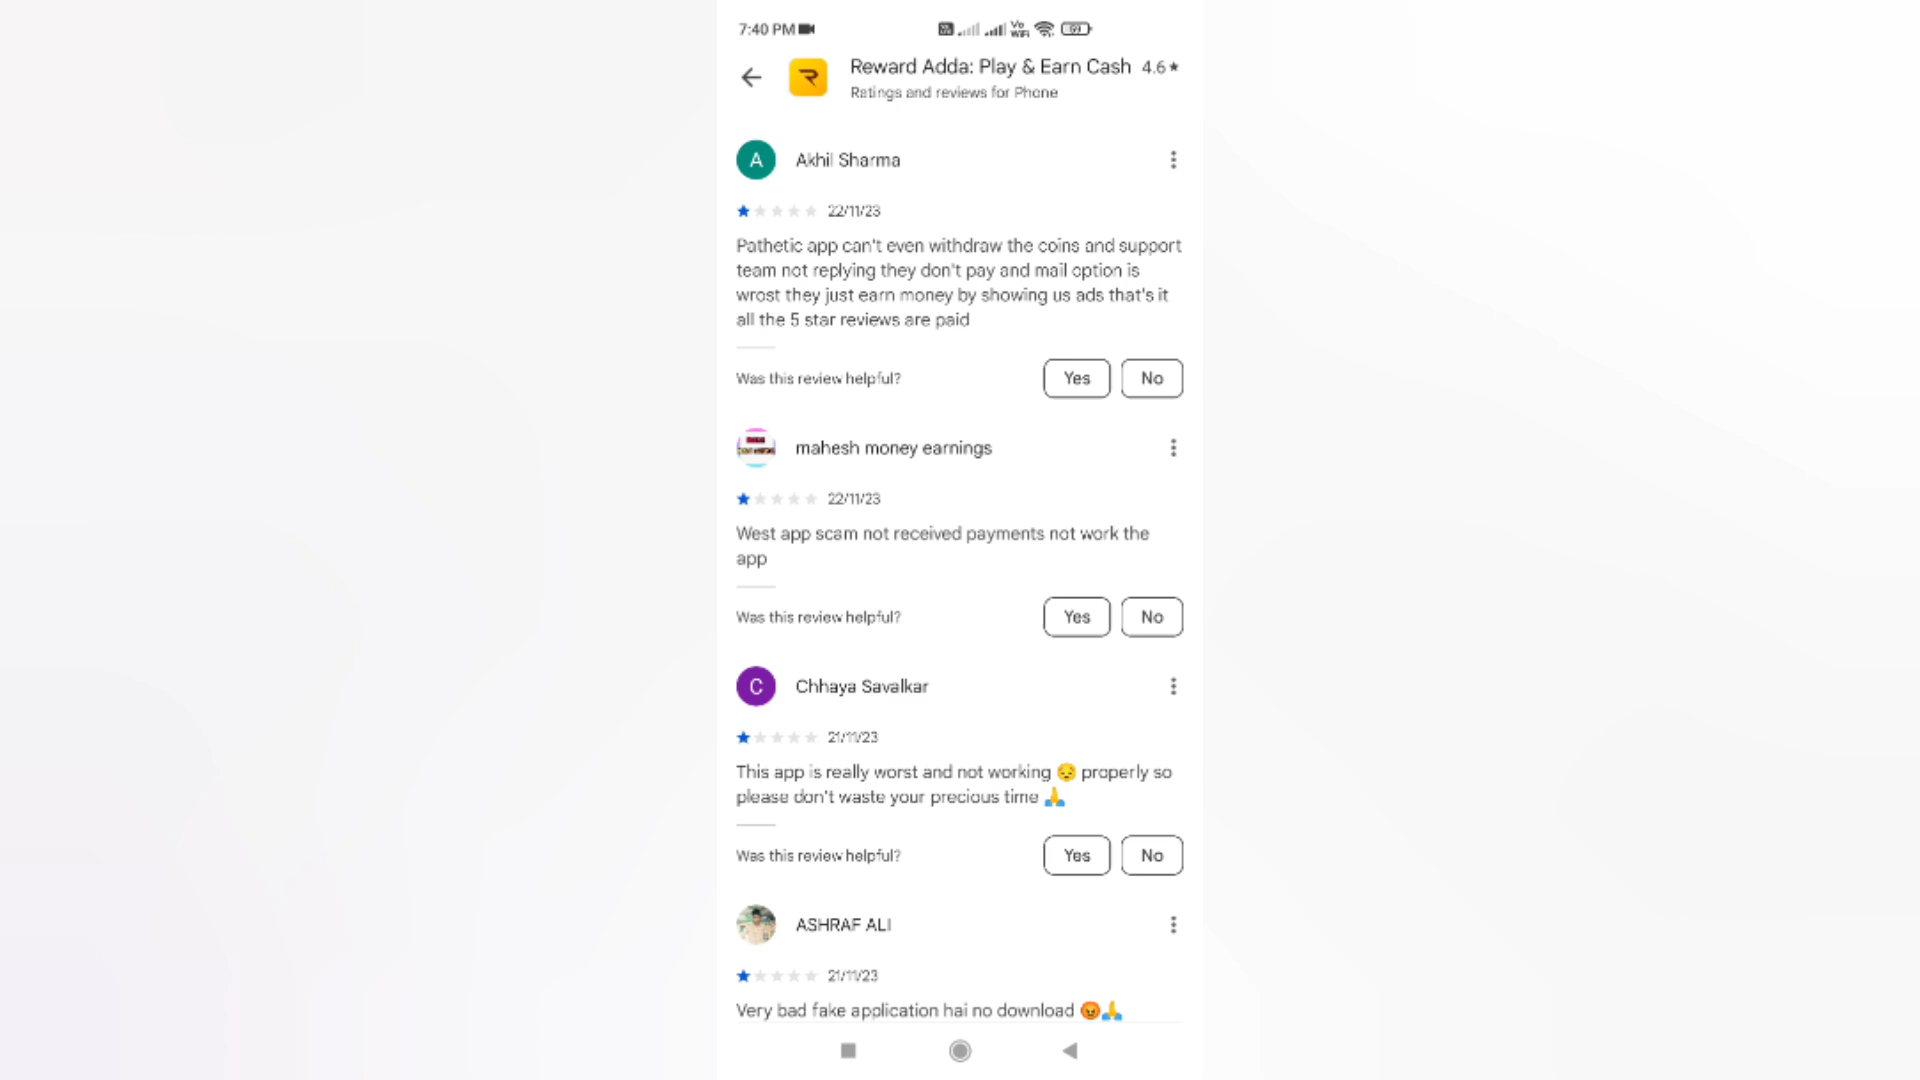 7:40 PM
Vo
WiFi
Reward Adda: Play & Earn Cash 4.6★
Ratings and reviews for Phone
A
Akhil Sharma
22/11/23
Pathetic app can't even withdraw the coins and support
team not replying they don't pay and mail option is
wrost they just earn money by showing us ads that's it
all the 5 star reviews are paid
Was this review helpful?
Yes
No
mahesh money earnings
22/11/23
West app scam not received payments not work the
app
Was this review helpful?
Yes
No
C
Chhaya Savalkar
21/11/23
This app is really worst and not working 😔 properly so
please don't waste your precious time 🙏
Was this review helpful?
Yes
No
ASHRAF ALI
21/11/23
Very bad fake application hai no download 😡🙏